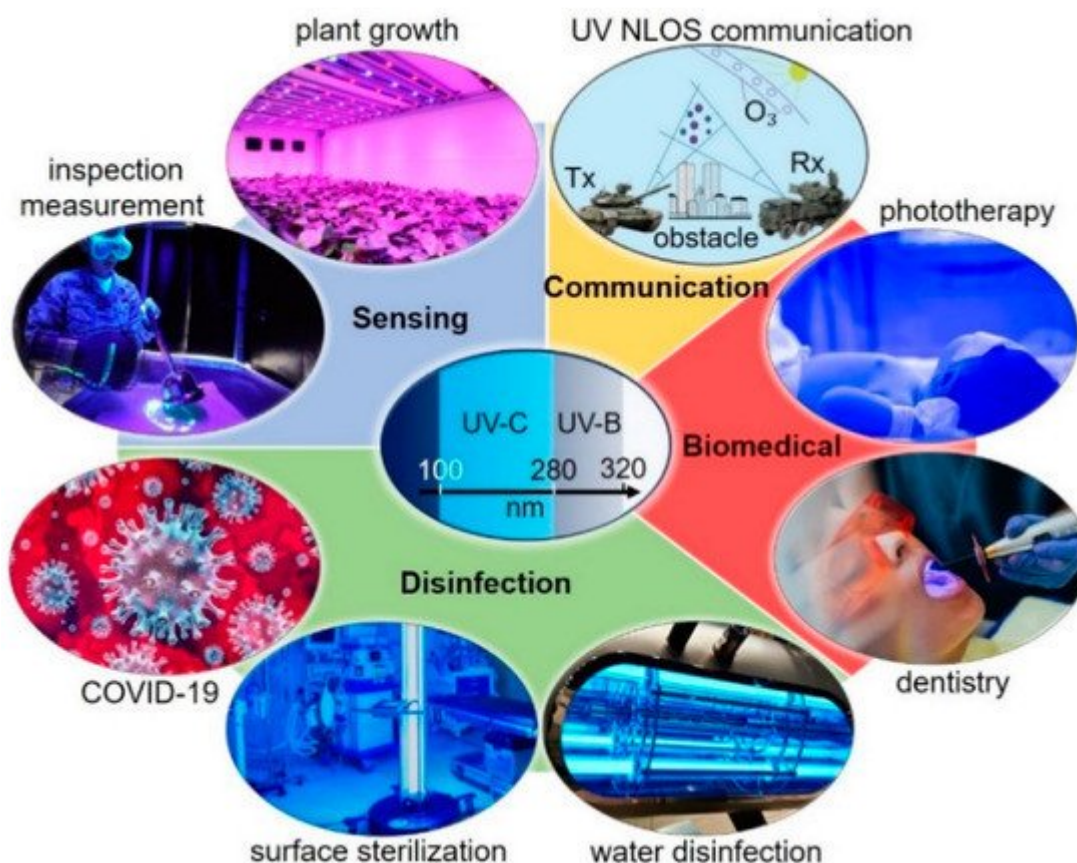 plant growth
UV NLOS communication
O₃
Tx
Rx
obstacle
inspection
measurement
phototherapy
Communication
Sensing
UV-C
UV-B
100
280
320
nm
Biomedical
Disinfection
COVID-19
dentistry
surface sterilization
water disinfection